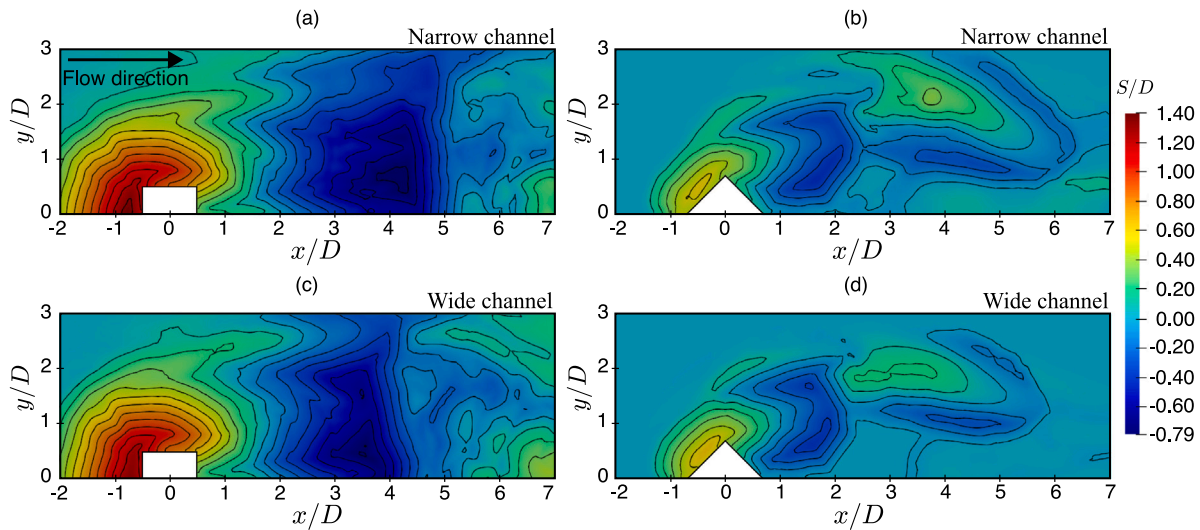 (a)
Narrow channel
3
2
1
0
y/D
Flow direction
-2 -1 0 1 2 3 4 5 6 7
x/D
(b)
Narrow channel
3
2
1
0
y/D
-2 -1 0 1 2 3 4 5 6 7
x/D
(c)
Wide channel
3
2
1
0
y/D
-2 -1 0 1 2 3 4 5 6 7
x/D
(d)
Wide channel
3
2
1
0
y/D
-2 -1 0 1 2 3 4 5 6 7
x/D
S/D
1.40
1.20
1.00
0.80
0.60
0.40
0.20
0.00
-0.20
-0.40
-0.60
-0.79